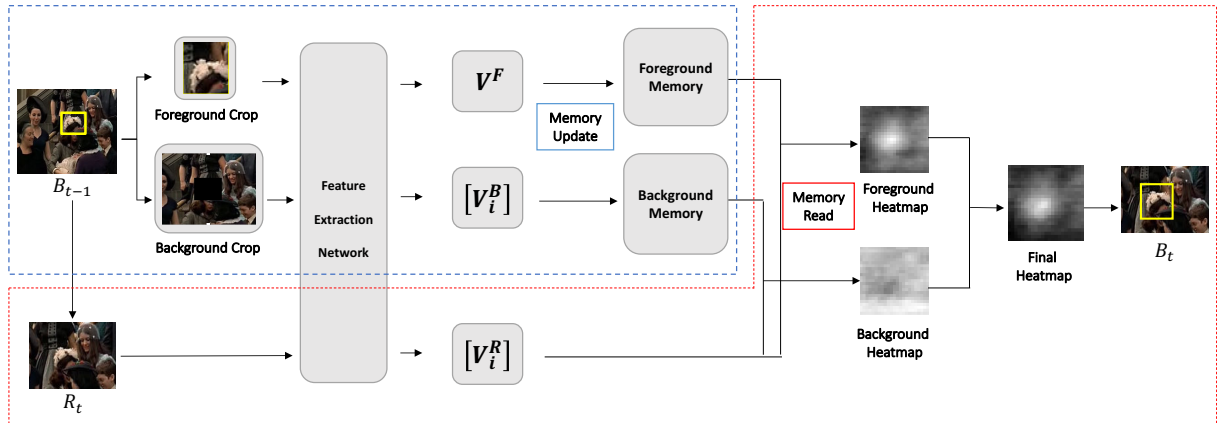 Foreground Crop
B_{t-1}
Background Crop
Feature
Extraction
Network
V^F
Memory
Update
[V_i^B]
Foreground
Memory
Background
Memory
R_t
[V_i^R]
Memory
Read
Foreground
Heatmap
Background
Heatmap
Final
Heatmap
B_t